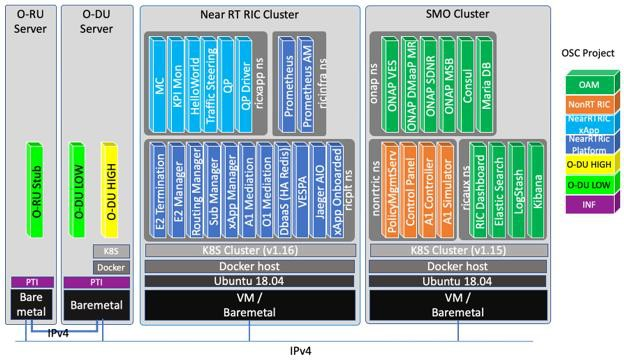 O-RU
Server
O-DU
Server
Near RT RIC Cluster
SMO Cluster
MC
KPI Mon
HelloWorld
Traffic Steering
QP
QP Driver
ricxapp ns
Prometheus
Prometheus AM
ricinfra ns
onap ns
ONAP VES
ONAP DMaaP MR
ONAP SDNR
ONAP MSB
Consul
Maria DB
OSC Project
OAM
NonRT RIC
NearRTRIC
xApp
NearRTRIC
Platform
O-DU HIGH
O-DU LOW
INF
O-RU Stub
O-DU LOW
O-DU HIGH
E2 Termination
E2 Manager
Routing Manager
Sub Manager
xApp Manager
A1 Mediation
O1 Mediation
DbaaS (HA Redis)
VESPA
Jaeger AIO
xApp Onboarded
ricplt ns
nonrtric ns
PolicyMgmtServ
Control Panel
A1 Controller
A1 Simulator
ricaux ns
RIC Dashboard
Elastic Search
LogStash
Kibana
K8S
Docker
PTI
Bare
metal
PTI
Baremetal
K8S Cluster (v1.16)
Docker host
Ubuntu 18.04
VM /
Baremetal
K8S Cluster (v1.15)
Docker host
Ubuntu 18.04
VM /
Baremetal
IPv4
IPv4